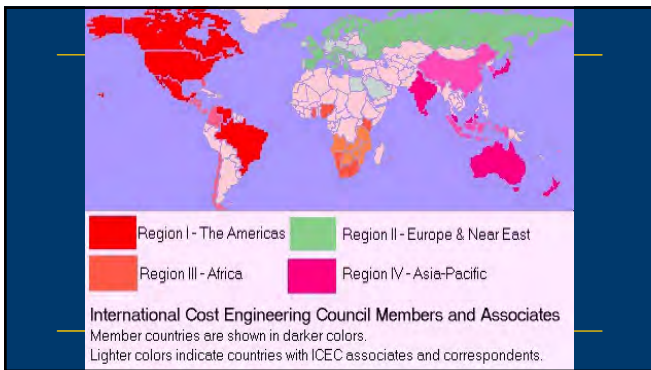 Region I - The Americas
Region II - Europe & Near East
Region III - Africa
Region IV - Asia-Pacific
International Cost Engineering Council Members and Associates
Member countries are shown in darker colors.
Lighter colors indicate countries with ICEC associates and correspondents.